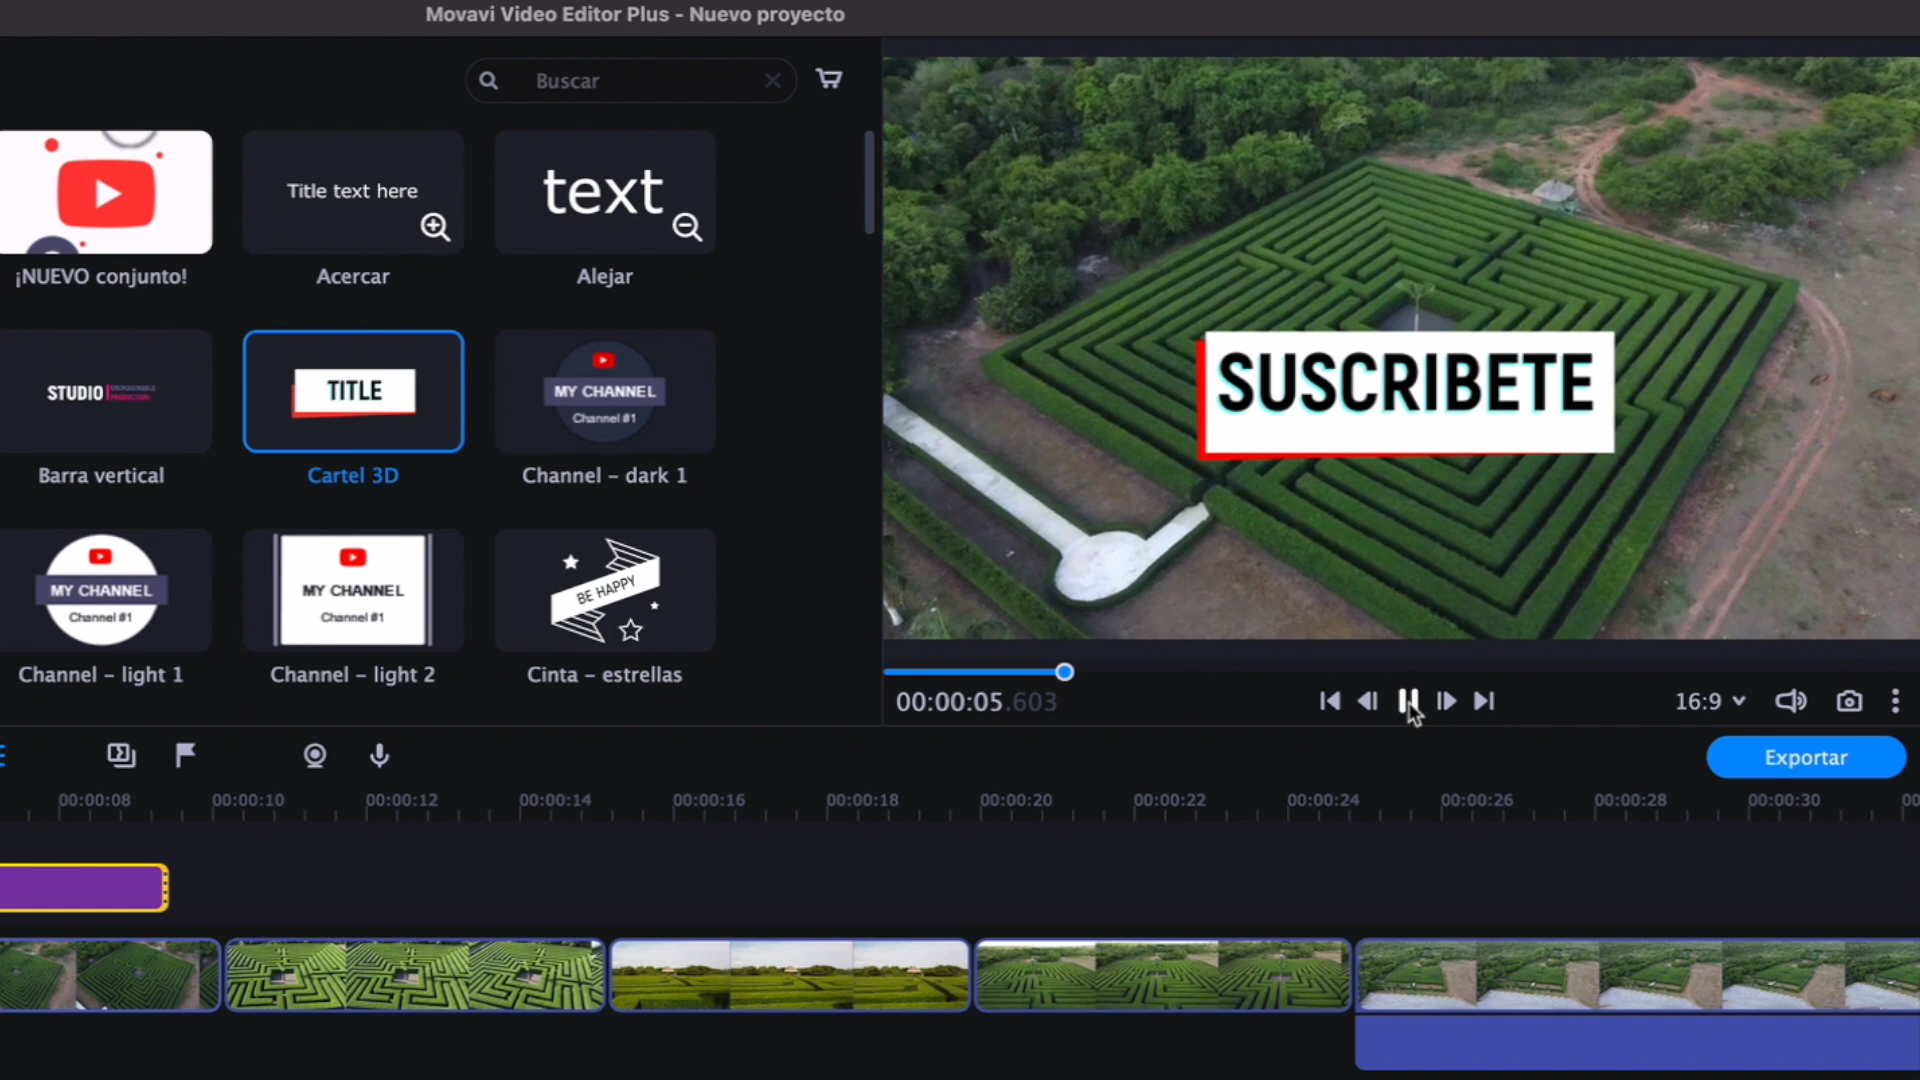 Movavi Video Editor Plus - Nuevo proyecto
Buscar
Title text here
text
¡NUEVO conjunto!
Acercar
Alejar
STUDIO
TITLE
MY CHANNEL
Channel #1
Barra vertical
Cartel 3D
Channel – dark 1
MY CHANNEL
Channel #1
MY CHANNEL
Channel #1
BE HAPPY
Channel – light 1
Channel – light 2
Cinta – estrellas
SUSCRIBETE
00:00:05.603
16:9
Exportar
00:00:08
00:00:10
00:00:12
00:00:14
00:00:16
00:00:18
00:00:20
00:00:22
00:00:24
00:00:26
00:00:28
00:00:30
00